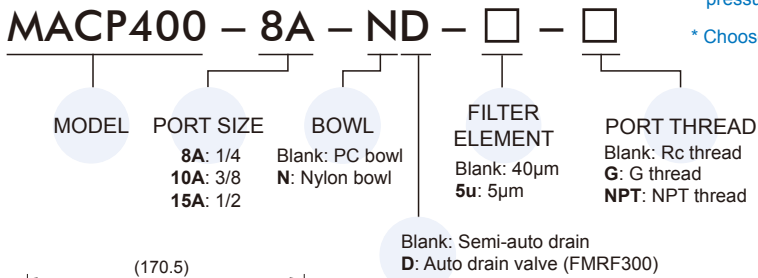 pressu
MACP400 – 8A – ND – □ – □
* Choos
MODEL
PORT SIZE
8A: 1/4
10A: 3/8
15A: 1/2
BOWL
Blank: PC bowl
N: Nylon bowl
FILTER
ELEMENT
Blank: 40µm
5u: 5µm
PORT THREAD
Blank: Rc thread
G: G thread
NPT: NPT thread
Blank: Semi-auto drain
D: Auto drain valve (FMRF300)
(170.5)